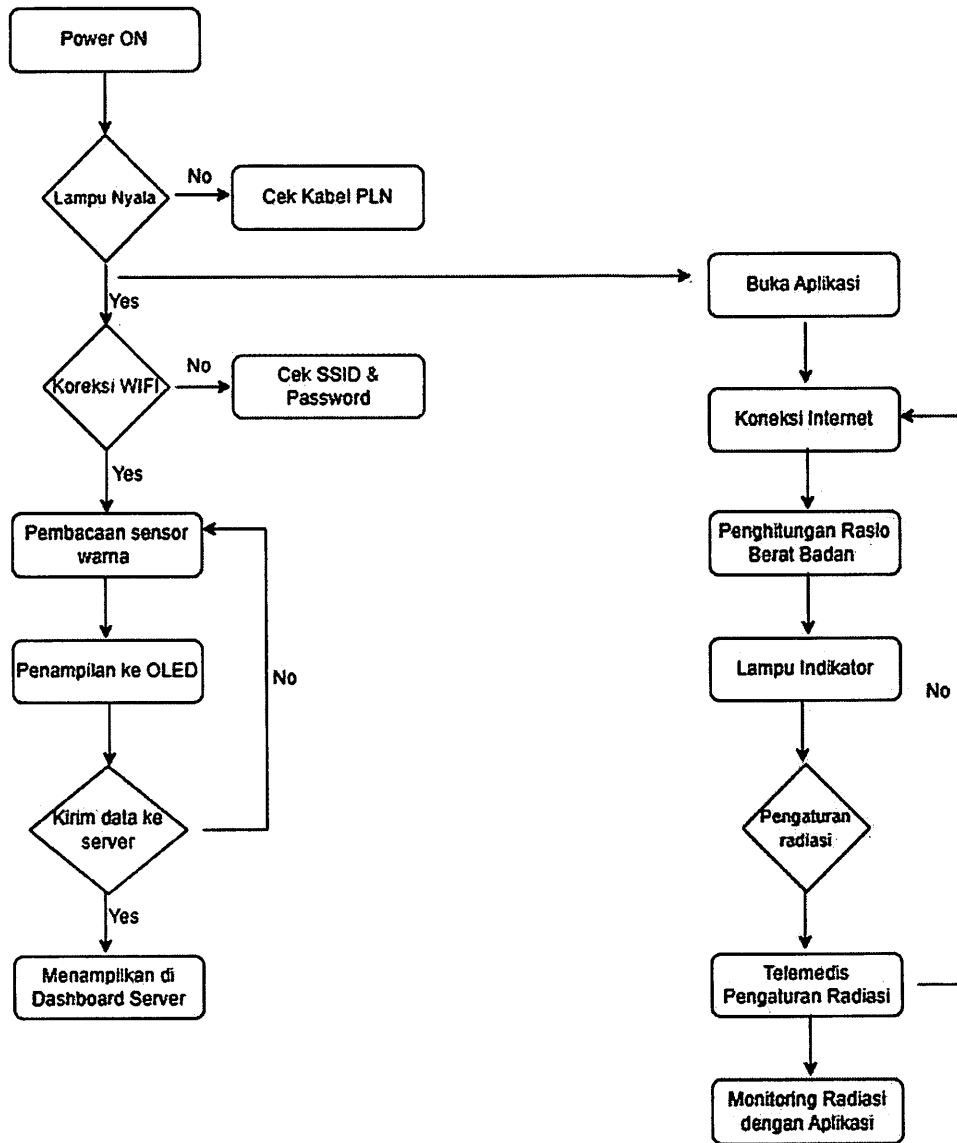 Power ON
Lampu Nyala
No
Cek Kabel PLN
Yes
Buka Aplikasi
Koreksi WIFI
No
Cek SSID &
Password
Koneksi Internet
Yes
Pembacaan sensor
warna
Penghitungan Rasio
Berat Badan
Penampilan ke OLED
No
Lampu Indikator
No
Kirim data ke
server
Pengaturan
radiasi
Yes
Menampilkan di
Dashboard Server
Telemedis
Pengaturan Radiasi
Monitoring Radiasi
dengan Aplikasi